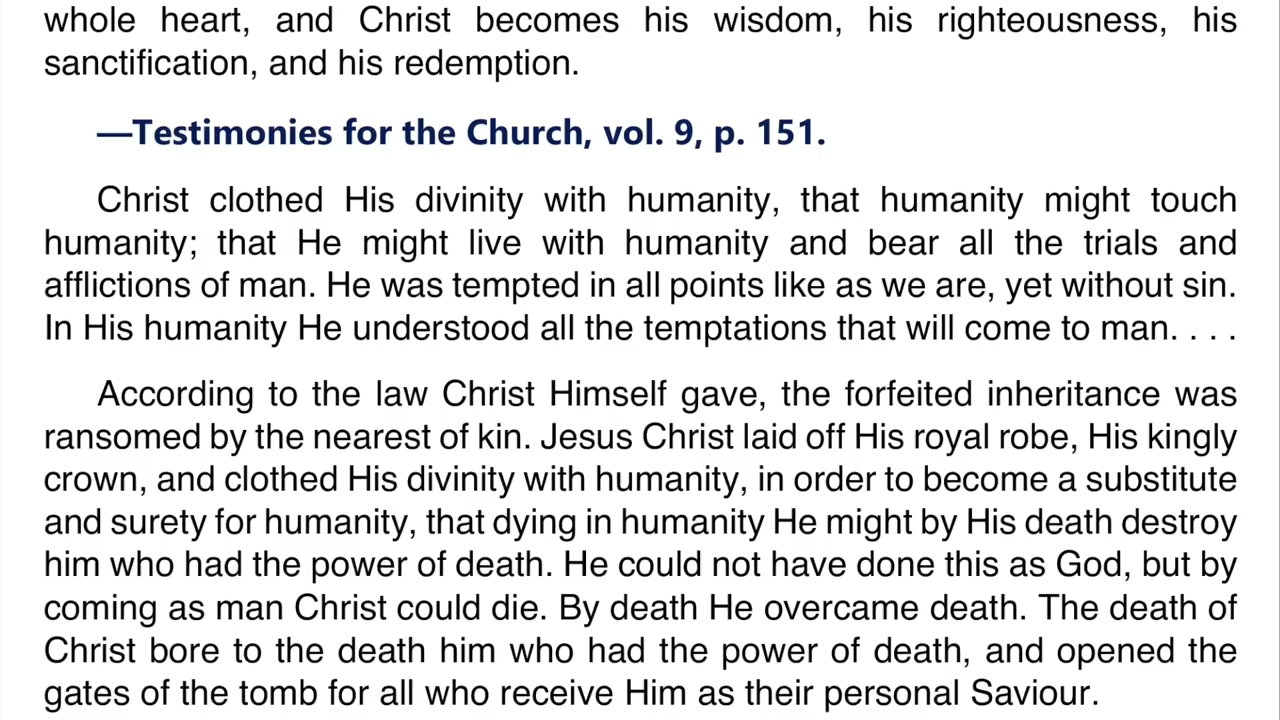 whole heart, and Christ becomes his wisdom, his righteousness, his
sanctification, and his redemption.
—Testimonies for the Church, vol. 9, p. 151.
Christ clothed His divinity with humanity, that humanity might touch
humanity; that He might live with humanity and bear all the trials and
afflictions of man. He was tempted in all points like as we are, yet without sin.
In His humanity He understood all the temptations that will come to man. . . .
According to the law Christ Himself gave, the forfeited inheritance was
ransomed by the nearest of kin. Jesus Christ laid off His royal robe, His kingly
crown, and clothed His divinity with humanity, in order to become a substitute
and surety for humanity, that dying in humanity He might by His death destroy
him who had the power of death. He could not have done this as God, but by
coming as man Christ could die. By death He overcame death. The death of
Christ bore to the death him who had the power of death, and opened the
gates of the tomb for all who receive Him as their personal Saviour.